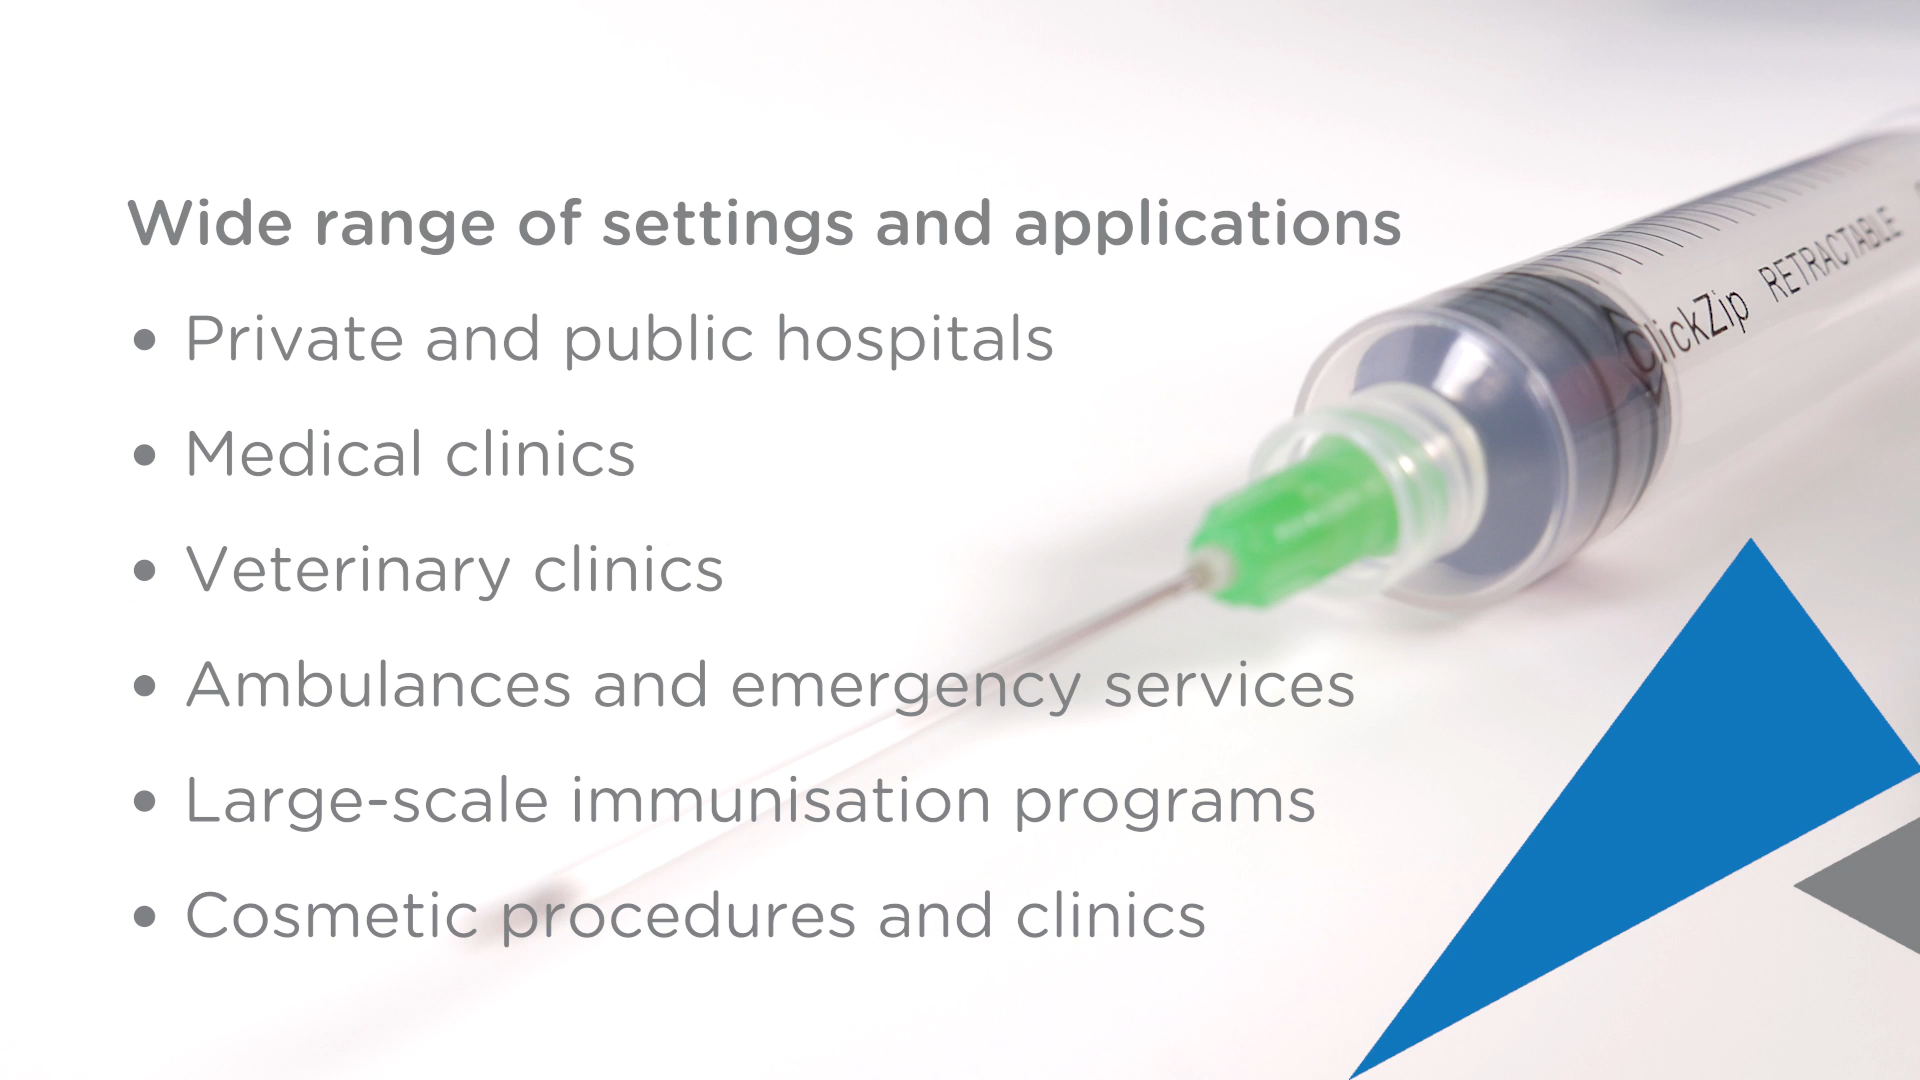 Wide range of settings and applications
• Private and public hospitals
• Medical clinics
• Veterinary clinics
• Ambulances and emergency services
• Large-scale immunisation programs
• Cosmetic procedures and clinics
ClickZip RETRACTABLE